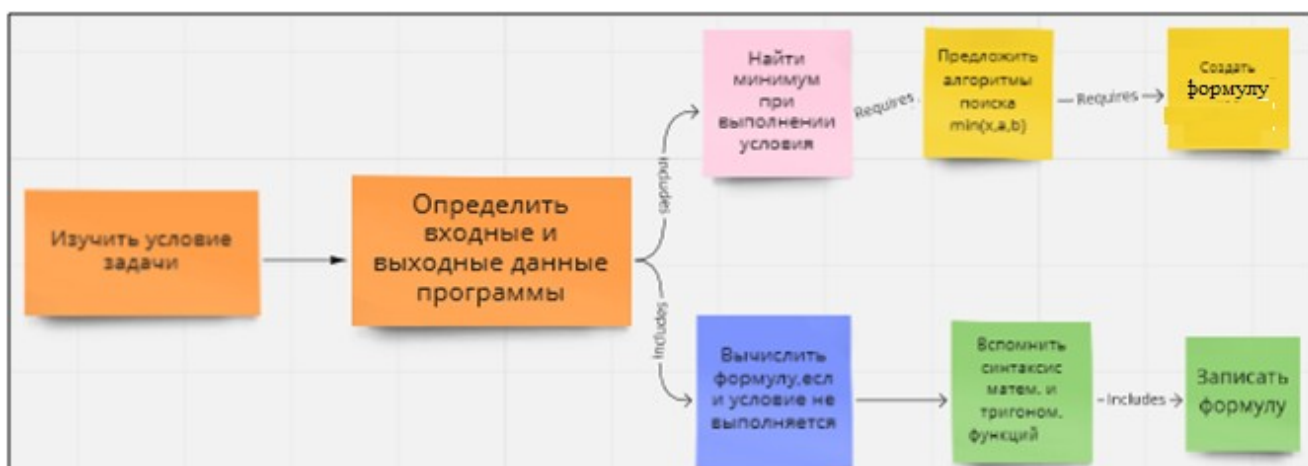 Изучить условие
задачи
Определить
входные и
выходные данные
программы
includes
Найти
минимум
при
выполнении
условия
Requires
Предложить
алгоритмы
поиска
min(x,a,b)
Requires
Создать
формулу
includes
Вычислить
формулу,есл
и условие не
выполняется
Вспомнить
синтаксис
матем. и
тригоном.
функций
Includes
Записать
формулу